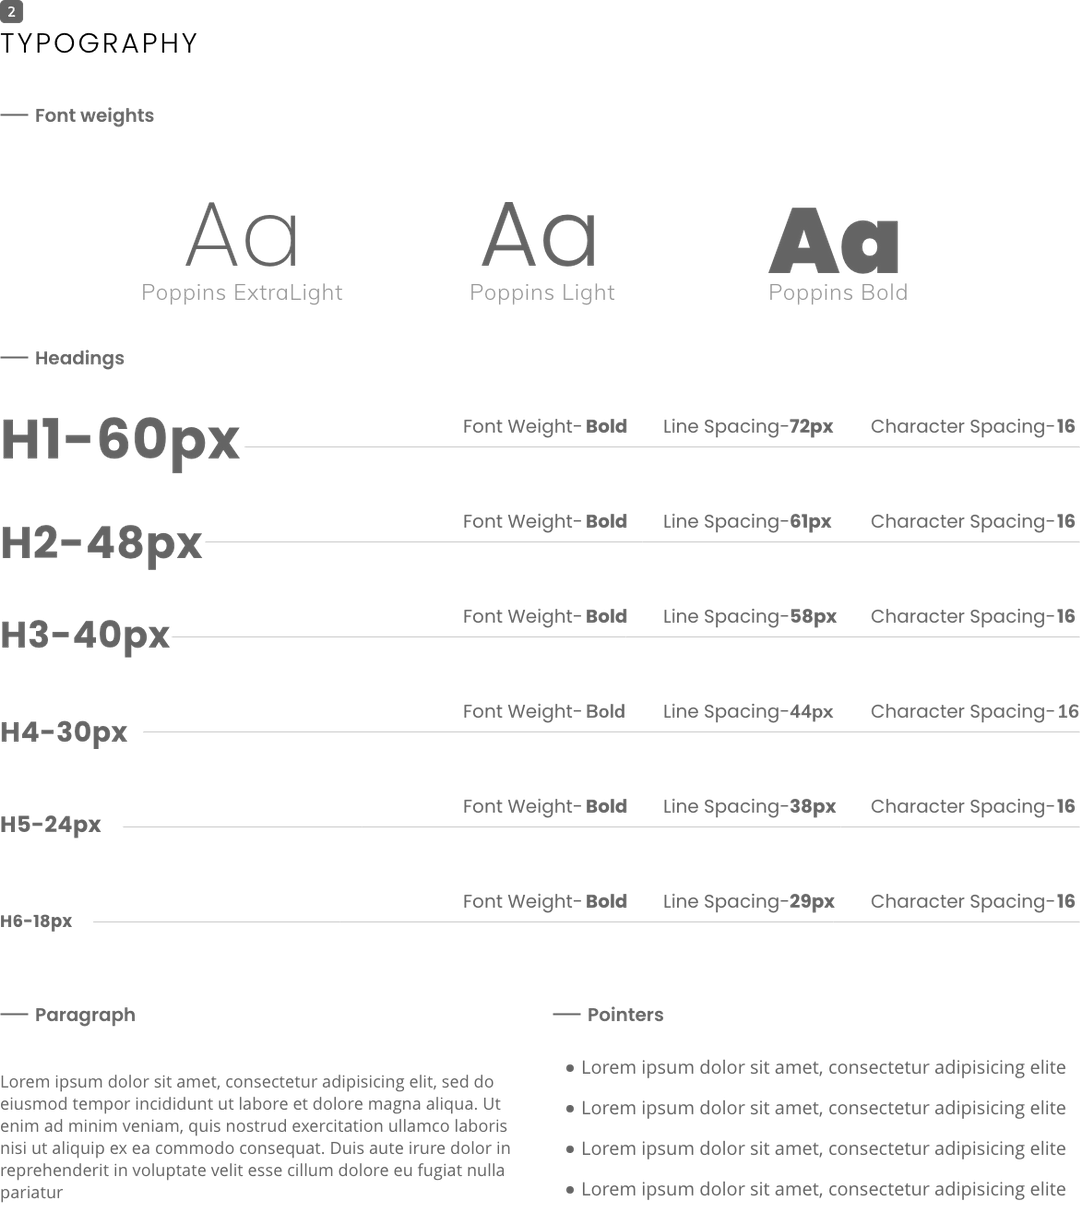 2
TYPOGRAPHY
Font weights
Aa Aa Aa
Poppins ExtraLight Poppins Light Poppins Bold
Headings
H1-60px Font Weight- Bold Line Spacing-72px Character Spacing-16
H2-48px Font Weight- Bold Line Spacing-61px Character Spacing-16
H3-40px Font Weight- Bold Line Spacing-58px Character Spacing-16
H4-30px Font Weight- Bold Line Spacing-44px Character Spacing-16
H5-24px Font Weight- Bold Line Spacing-38px Character Spacing-16
H6-18px Font Weight- Bold Line Spacing-29px Character Spacing-16
Paragraph
Lorem ipsum dolor sit amet, consectetur adipisicing elit, sed do
eiusmod tempor incididunt ut labore et dolore magna aliqua. Ut
enim ad minim veniam, quis nostrud exercitation ullamco laboris
nisi ut aliquip ex ea commodo consequat. Duis aute irure dolor in
reprehenderit in voluptate velit esse cillum dolore eu fugiat nulla
pariatur
Pointers
• Lorem ipsum dolor sit amet, consectetur adipisicing elite
• Lorem ipsum dolor sit amet, consectetur adipisicing elite
• Lorem ipsum dolor sit amet, consectetur adipisicing elite
• Lorem ipsum dolor sit amet, consectetur adipisicing elite